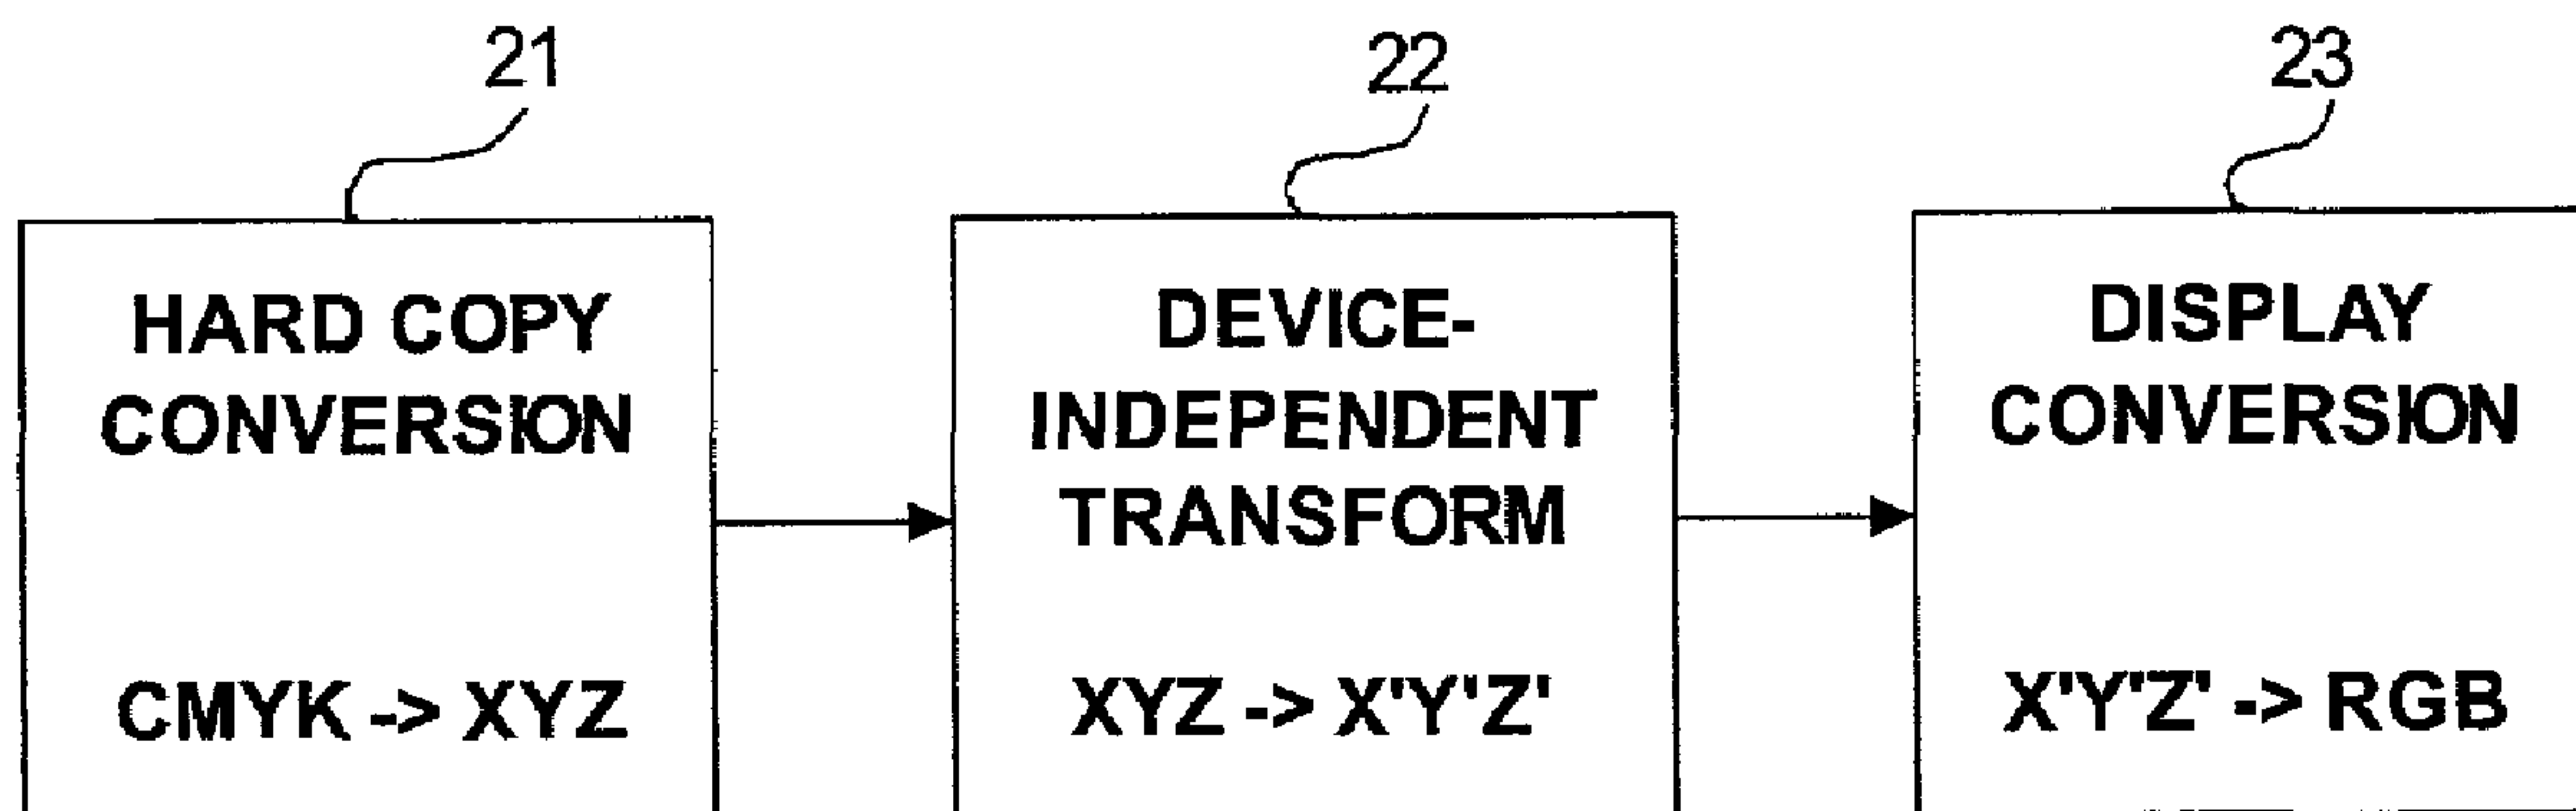 21
22
23
HARD COPY
CONVERSION
CMYK -> XYZ
DEVICE-
INDEPENDENT
TRANSFORM
XYZ -> X'Y'Z'
DISPLAY
CONVERSION
X'Y'Z' -> RGB